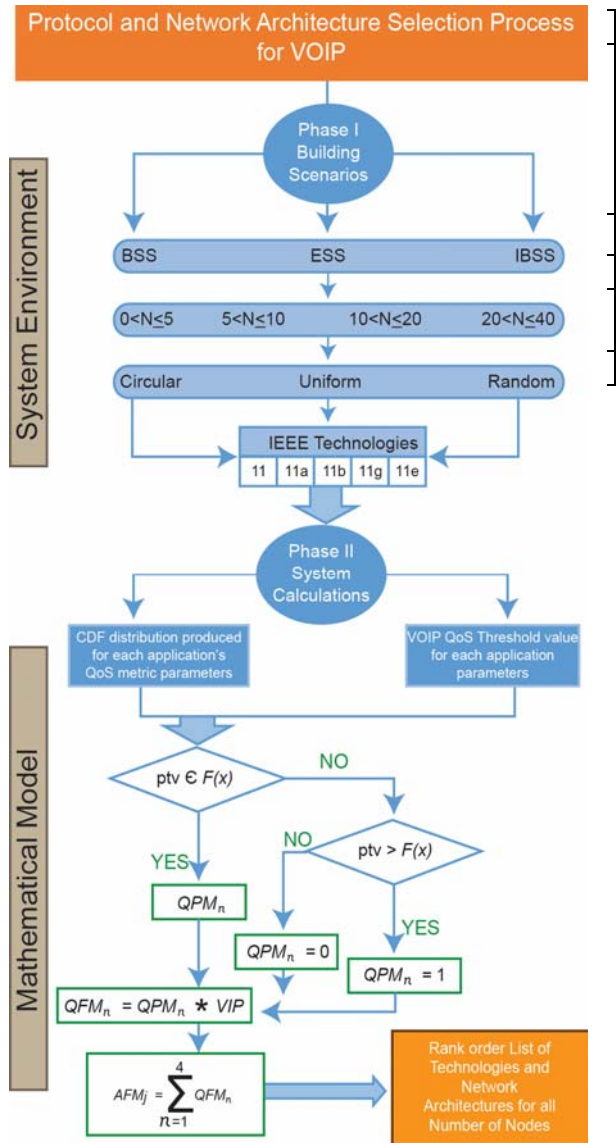 Protocol and Network Architecture Selection Process
for VOIP
Phase I
Building
Scenarios
System Environment
BSS ESS IBSS
0<N≤5 5<N≤10 10<N≤20 20<N≤40
Circular Uniform Random
IEEE Technologies
11 11a 11b 11g 11e
Phase II
System
Calculations
CDF distribution produced
for each application's
QoS metric parameters
VOIP QoS Threshold value
for each application
parameters
Mathematical Model
ptv Є F(x)
NO
ptv > F(x)
NO
YES
YES
QPMₙ
QPMₙ = 0
QPMₙ = 1
QFMₙ = QPMₙ * VIP
4
AFMⱼ = ∑ QFMₙ
n=1
Rank order List of
Technologies and
Network
Architectures for all
Number of Nodes